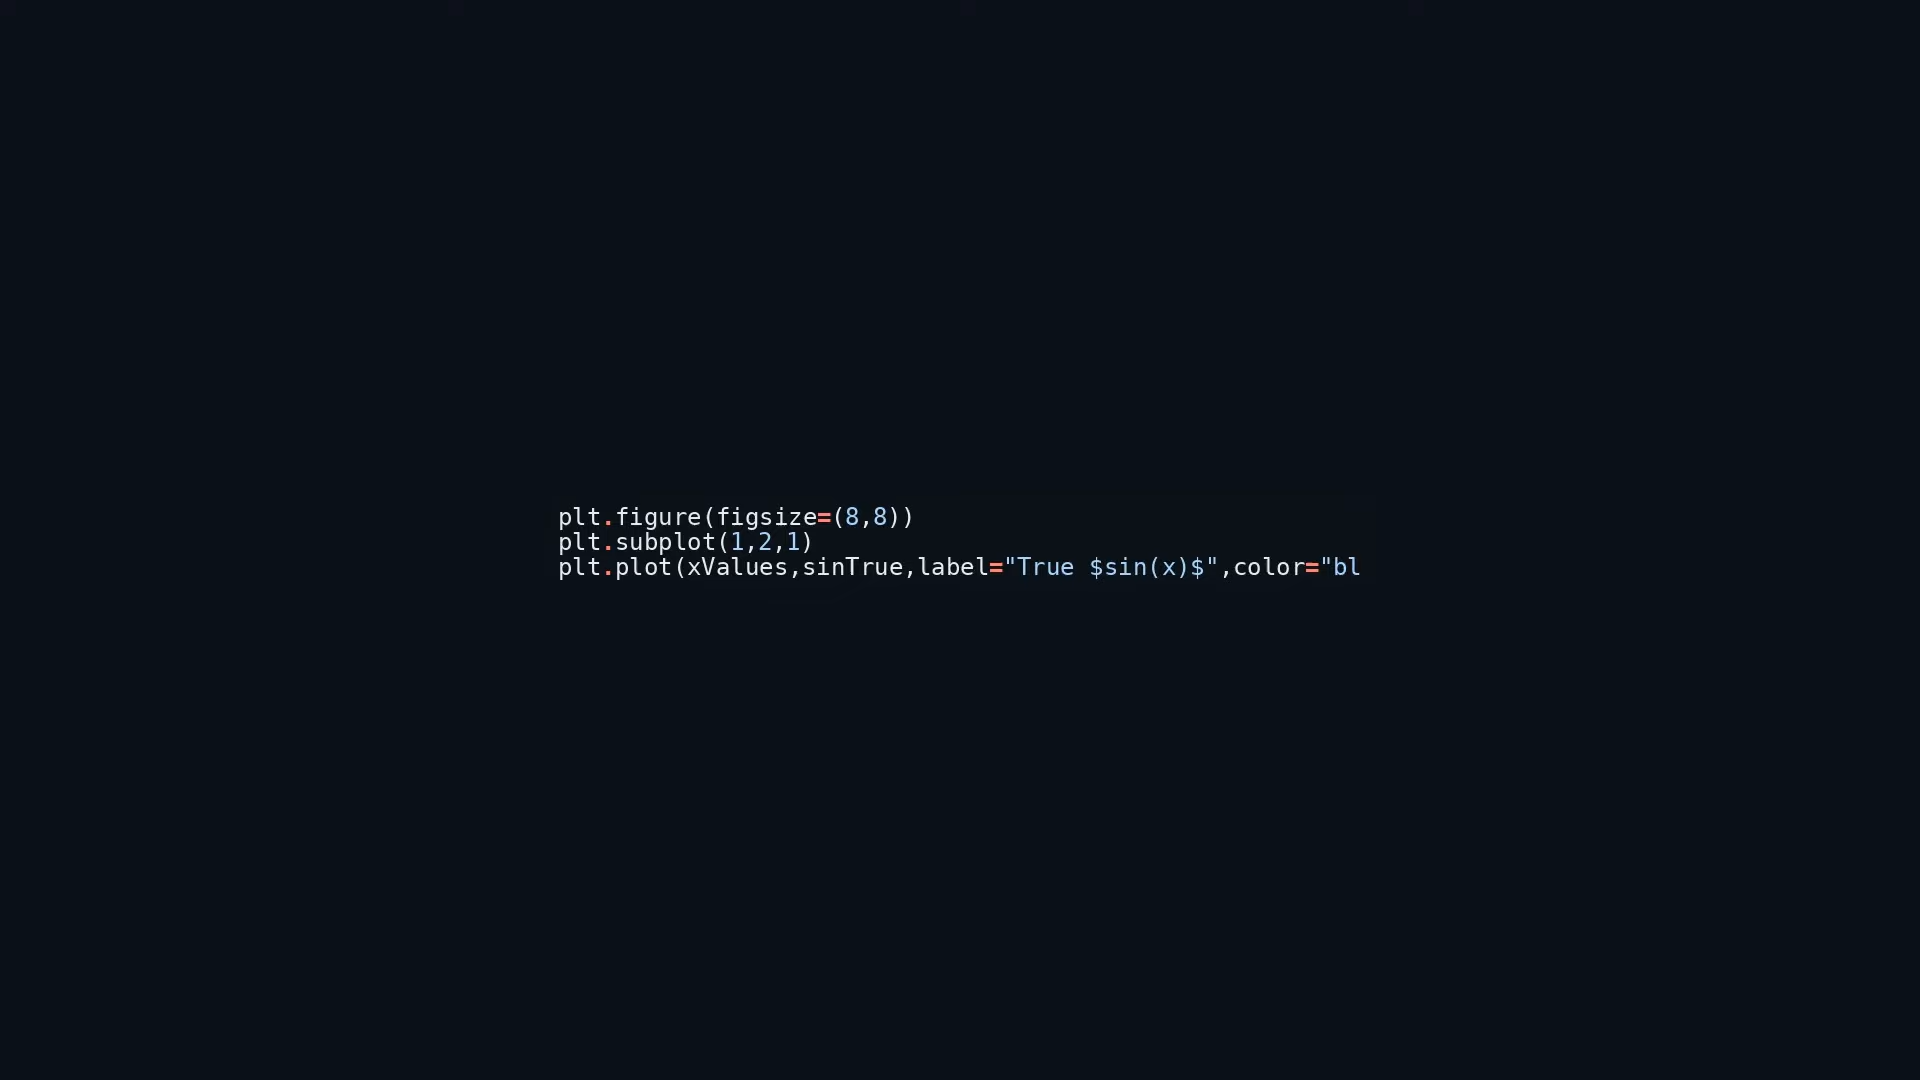 plt.figure(figsize=(8,8))
plt.subplot(1,2,1)
plt.plot(xValues,sinTrue,label="True $sin(x)$",color="bl